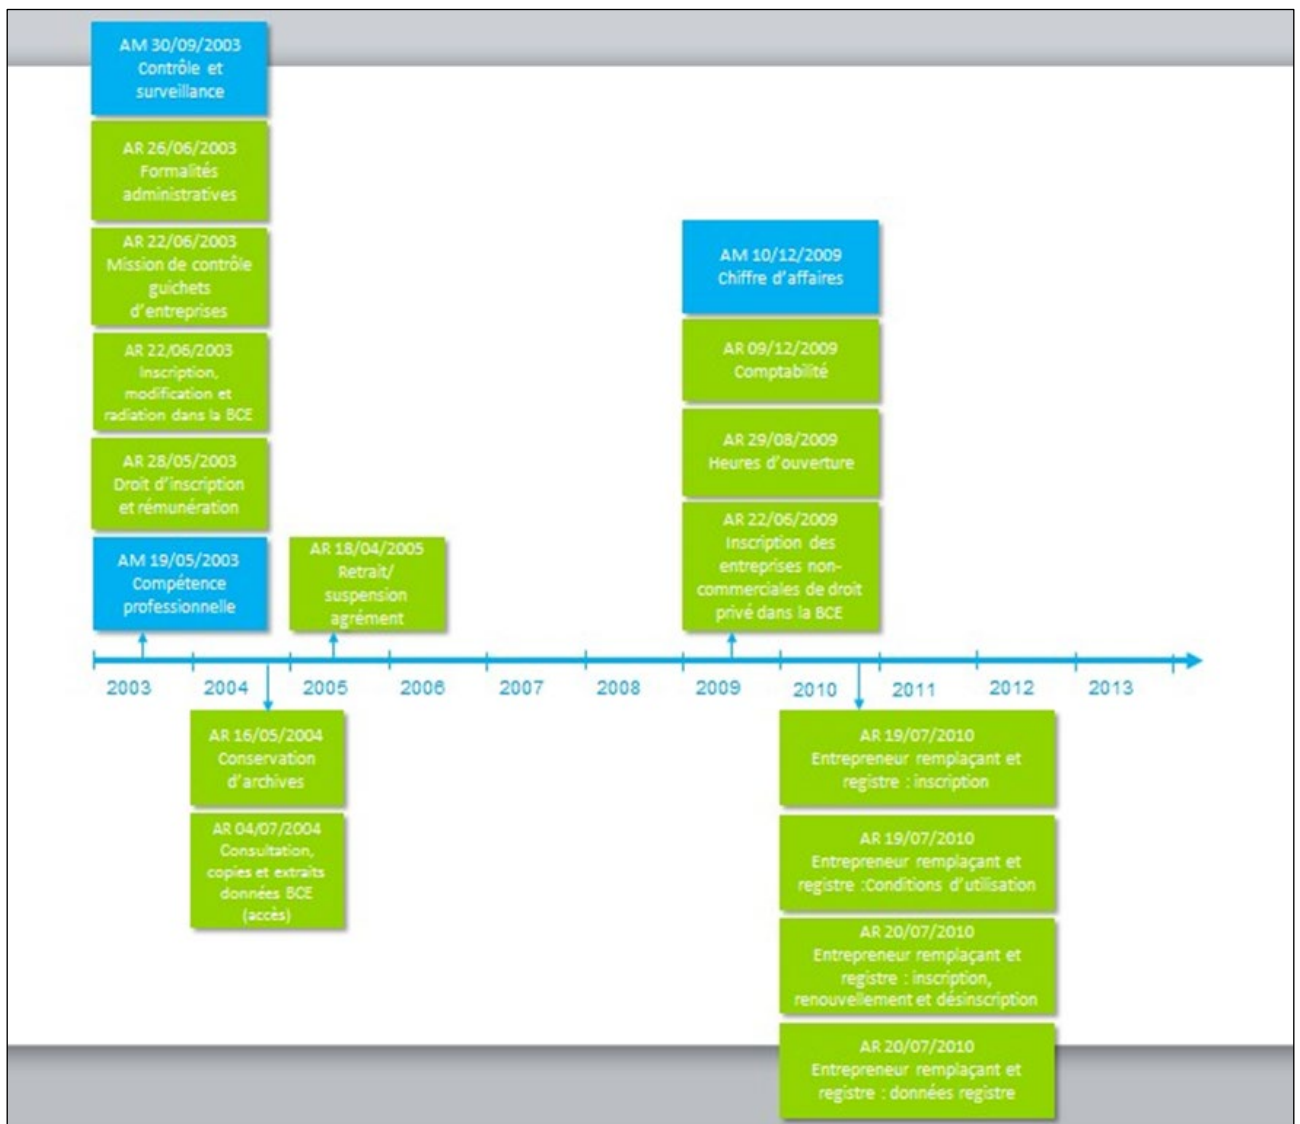 AM 30/09/2003
Contrôle et
surveillance
AR 26/06/2003
Formalités
administratives
AR 22/06/2003
Mission de contrôle
guichets
d'entreprises
AR 22/06/2003
Inscription,
modification et
radiation dans la BCE
AR 28/05/2003
Droit d'inscription
et rémunération
AM 19/05/2003
Compétence
professionnelle
AR 18/04/2005
Retrait/
suspension
agrément
AM 10/12/2009
Chiffre d'affaires
AR 09/12/2009
Comptabilité
AR 29/08/2009
Heures d'ouverture
AR 22/06/2009
Inscription des
entreprises non-
commerciales de droit
privé dans la BCE
2003 2004 2005 2006 2007 2008 2009 2010 2011 2012 2013
AR 16/05/2004
Conservation
d'archives
AR 04/07/2004
Consultation,
copies et extraits
données BCE
(accès)
AR 19/07/2010
Entrepreneur remplaçant et
registre : inscription
AR 19/07/2010
Entrepreneur remplaçant et
registre :Conditions d'utilisation
AR 20/07/2010
Entrepreneur remplaçant et
registre : inscription,
renouvellement et désinscription
AR 20/07/2010
Entrepreneur remplaçant et
registre : données registre